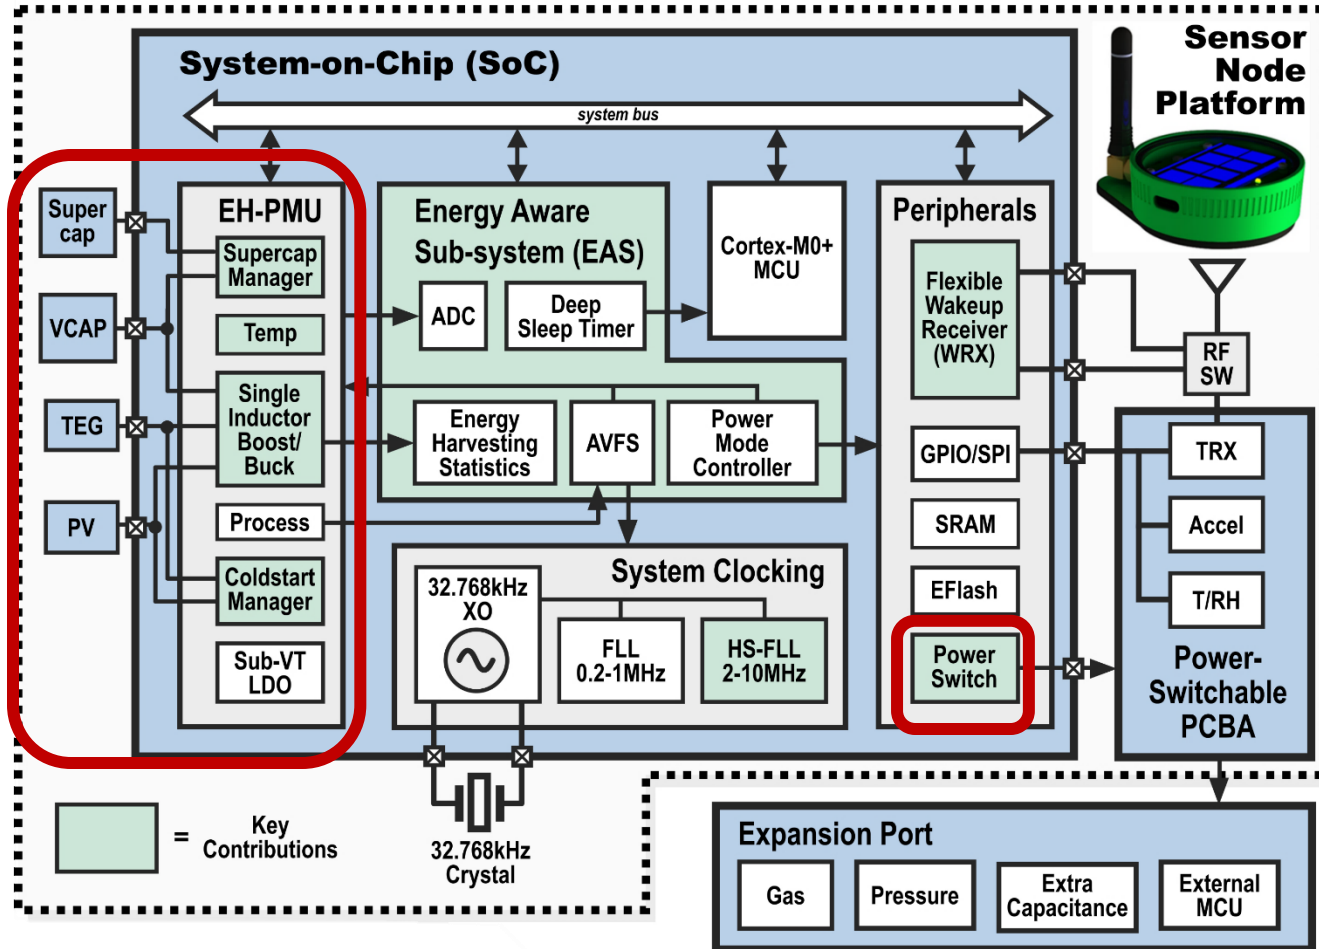 Sensor
Node
Platform
System-on-Chip (SoC)
system bus
Super
cap
VCAP
TEG
PV
EH-PMU
Supercap
Manager
Temp
Single
Inductor
Boost/
Buck
Process
Coldstart
Manager
Sub-VT
LDO
Energy Aware
Sub-system (EAS)
ADC
Deep
Sleep Timer
Energy
Harvesting
Statistics
AVFS
Power
Mode
Controller
Cortex-M0+
MCU
System Clocking
32.768kHz
XO
FLL
0.2-1MHz
HS-FLL
2-10MHz
32.768kHz
Crystal
Peripherals
Flexible
Wakeup
Receiver
(WRX)
GPIO/SPI
SRAM
EFlash
Power
Switch
RF
SW
TRX
Accel
T/RH
Power-
Switchable
PCBA
= Key
Contributions
Expansion Port
Gas
Pressure
Extra
Capacitance
External
MCU